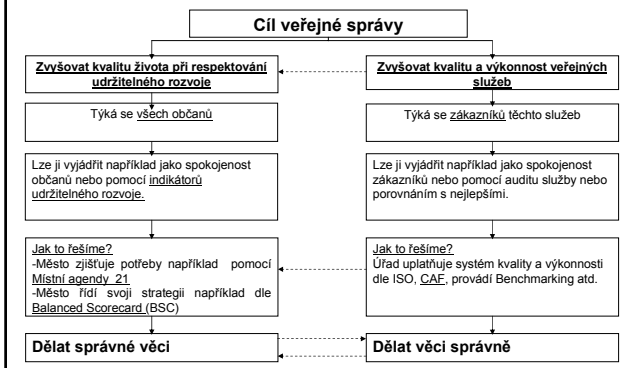 Cíl veřejné správy
Zvyšovat kvalitu života při respektování
udržitelného rozvoje
Týká se všech občanů
Lze ji vyjádřit například jako spokojenost
občanů nebo pomocí indikátorů
udržitelného rozvoje.
Jak to řešíme?
-Město zjišťuje potřeby například pomocí
Místní agendy 21
-Město řídí svoji strategii například dle
Balanced Scorecard (BSC)
Dělat správné věci
Zvyšovat kvalitu a výkonnost veřejných
služeb
Týká se zákazníků těchto služeb
Lze ji vyjádřit například jako spokojenost
zákazníků nebo pomocí auditu služby nebo
porovnáním s nejlepšími.
Jak to řešíme?
Úřad uplatňuje systém kvality a výkonnosti
dle ISO, CAF, provádí Benchmarking atd.
Dělat věci správně